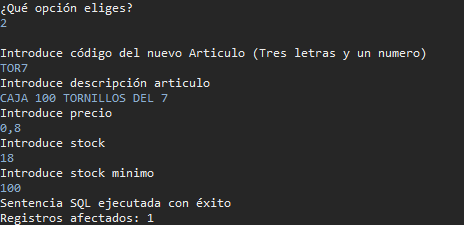 ¿Qué opción eliges?
2
Introduce código del nuevo Articulo (Tres letras y un numero)
TOR7
Introduce descripción articulo
CAJA 100 TORNILLOS DEL 7
Introduce precio
0,8
Introduce stock
18
Introduce stock minimo
100
Sentencia SQL ejecutada con éxito
Registros afectados: 1